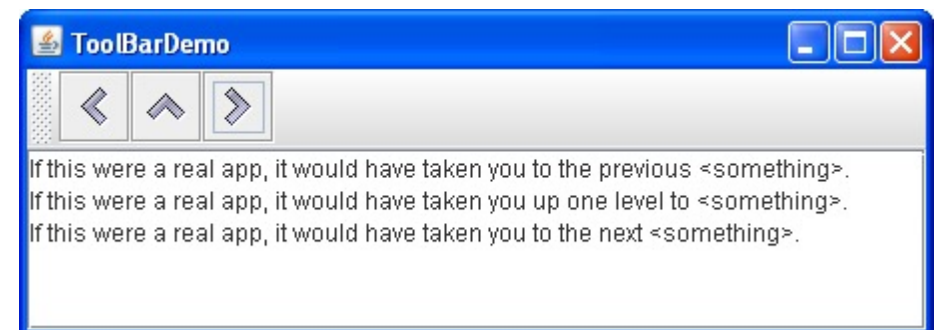 ToolBarDemo
If this were a real app, it would have taken you to the previous <something>.
If this were a real app, it would have taken you up one level to <something>.
If this were a real app, it would have taken you to the next <something>.